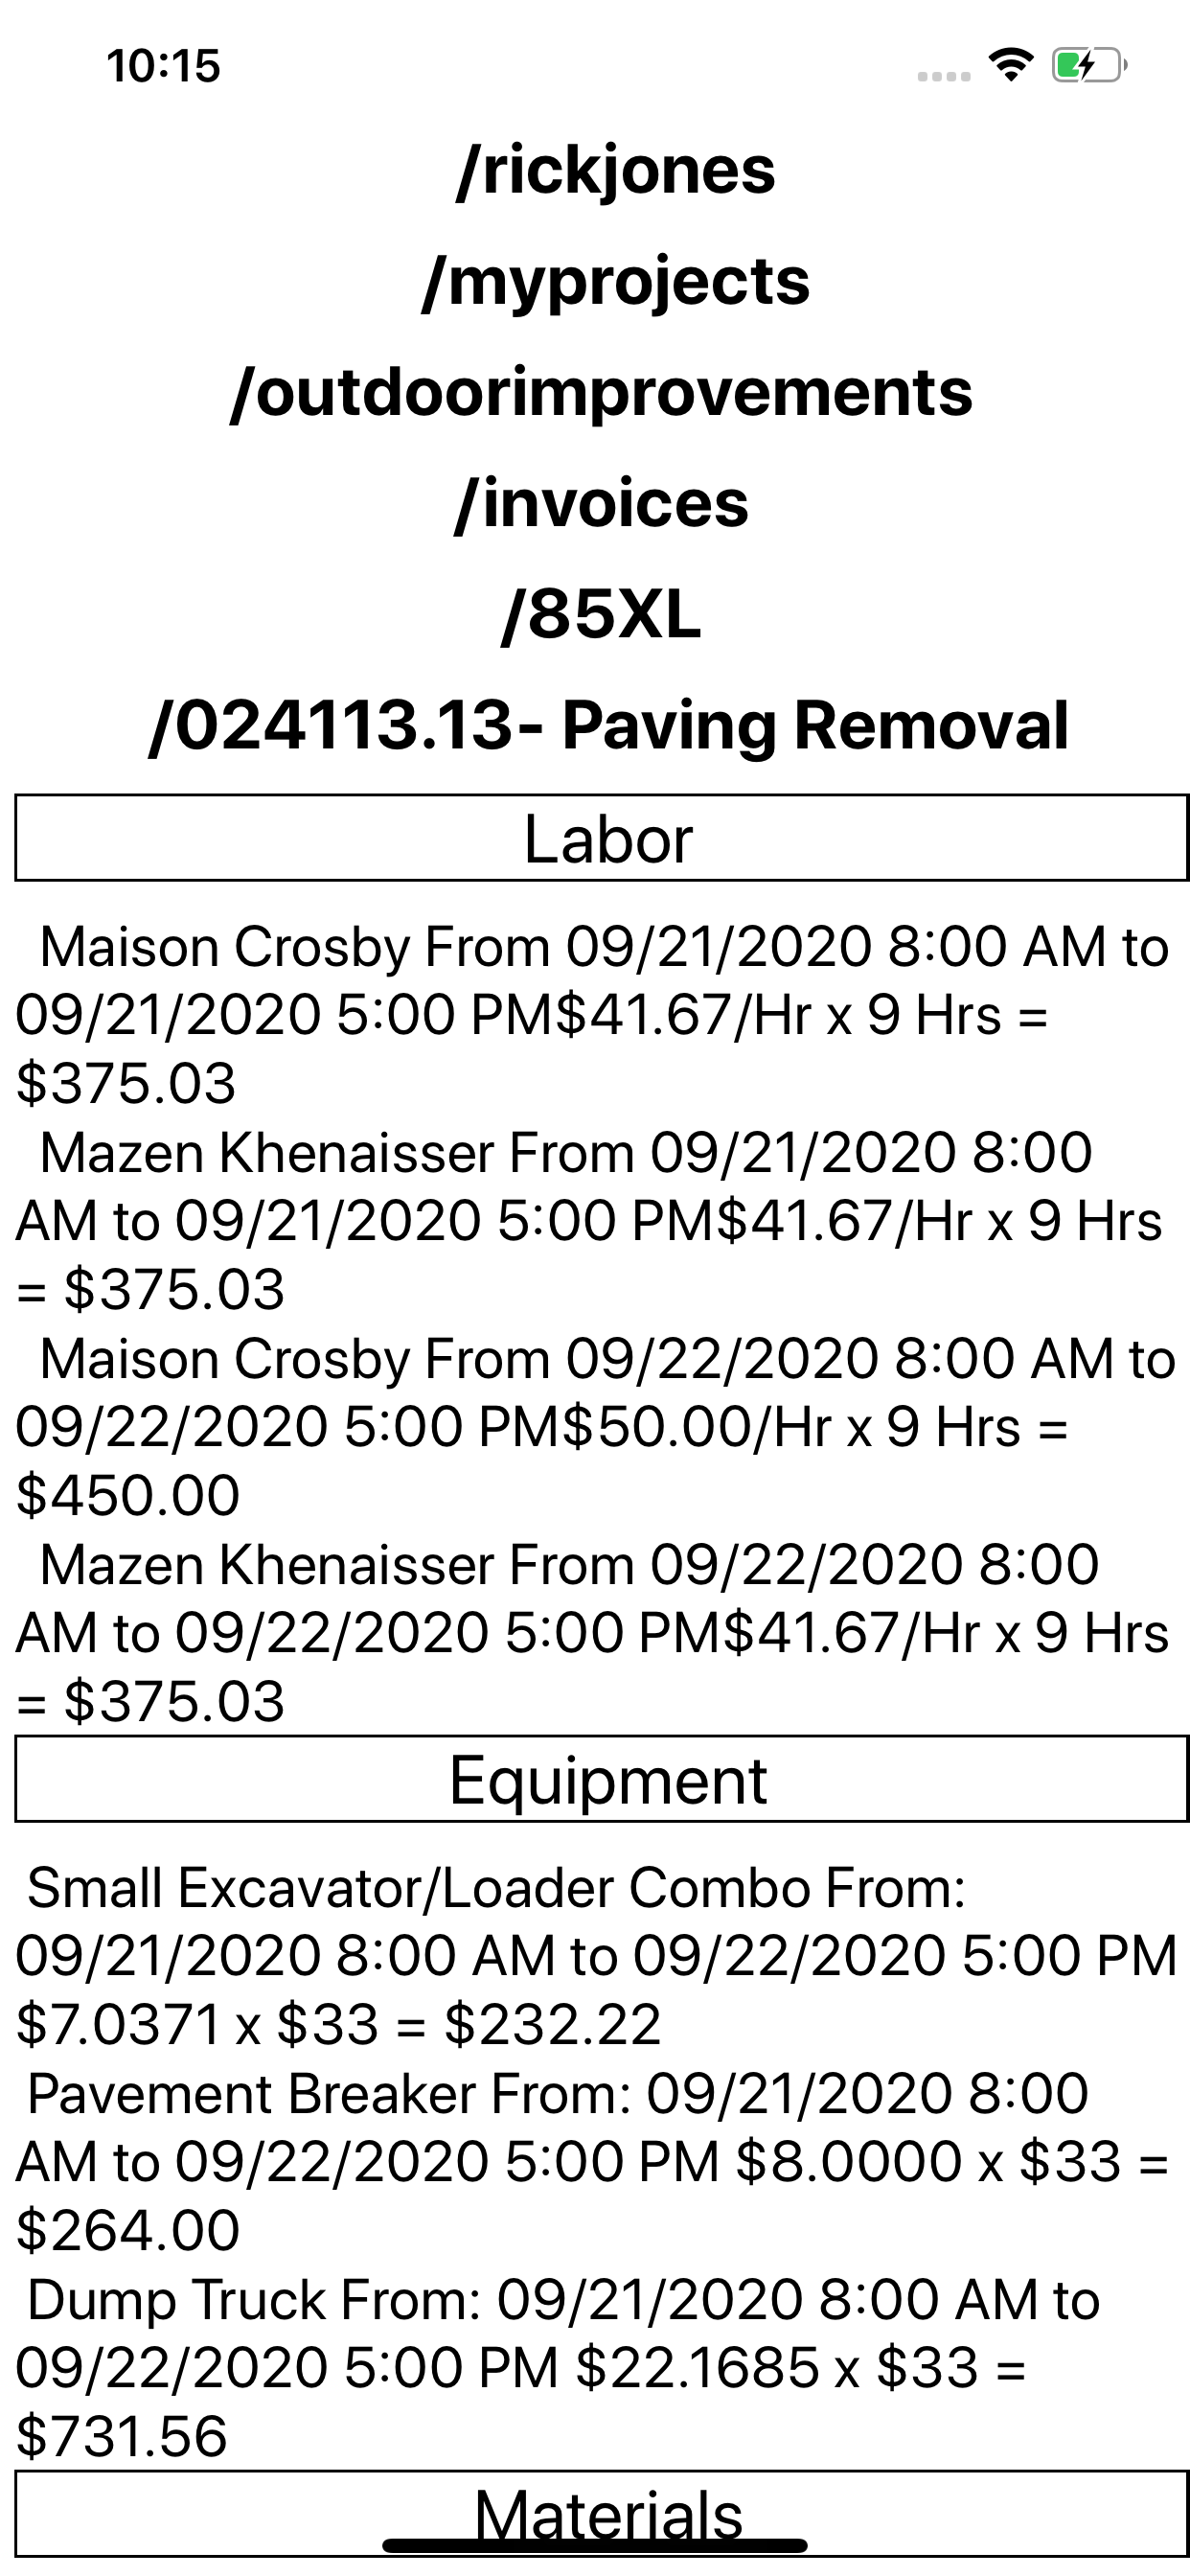 10:15
/rickjones
/myprojects
/outdoorimprovements
/invoices
/85XL
/024113.13- Paving Removal
Labor
Maison Crosby From 09/21/2020 8:00 AM to
09/21/2020 5:00 PM$41.67/Hr x 9 Hrs =
$375.03
Mazen Khenaisser From 09/21/2020 8:00
AM to 09/21/2020 5:00 PM$41.67/Hr x 9 Hrs
= $375.03
Maison Crosby From 09/22/2020 8:00 AM to
09/22/2020 5:00 PM$50.00/Hr x 9 Hrs =
$450.00
Mazen Khenaisser From 09/22/2020 8:00
AM to 09/22/2020 5:00 PM$41.67/Hr x 9 Hrs
= $375.03
Equipment
Small Excavator/Loader Combo From:
09/21/2020 8:00 AM to 09/22/2020 5:00 PM
$7.0371 x $33 = $232.22
Pavement Breaker From: 09/21/2020 8:00
AM to 09/22/2020 5:00 PM $8.0000 x $33 =
$264.00
Dump Truck From: 09/21/2020 8:00 AM to
09/22/2020 5:00 PM $22.1685 x $33 =
$731.56
Materials